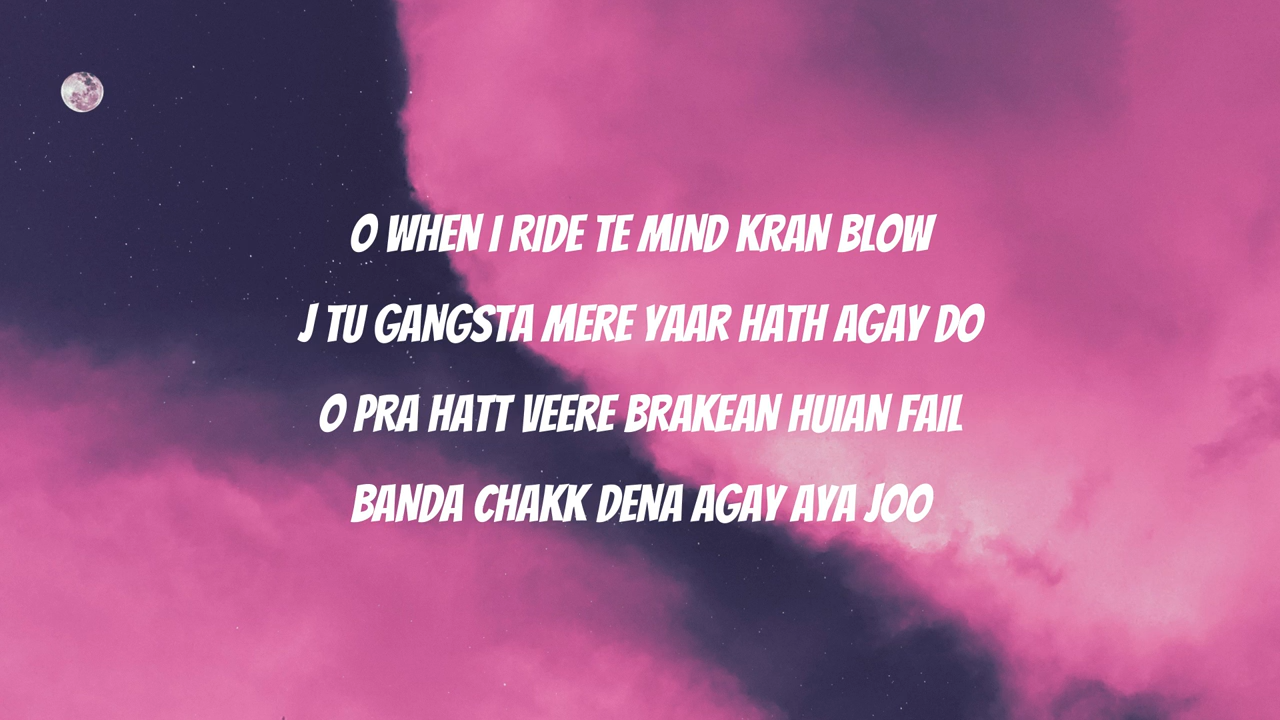 O WHEN I RIDE TE MIND KRAN BLOW
J TU GANGSTA MERE YAAR HATH AGAY DO
O PRA HATT VEERE BRAKEAN HUIAN FAIL
BANDA CHAKK DENA AGAY AYA JOO